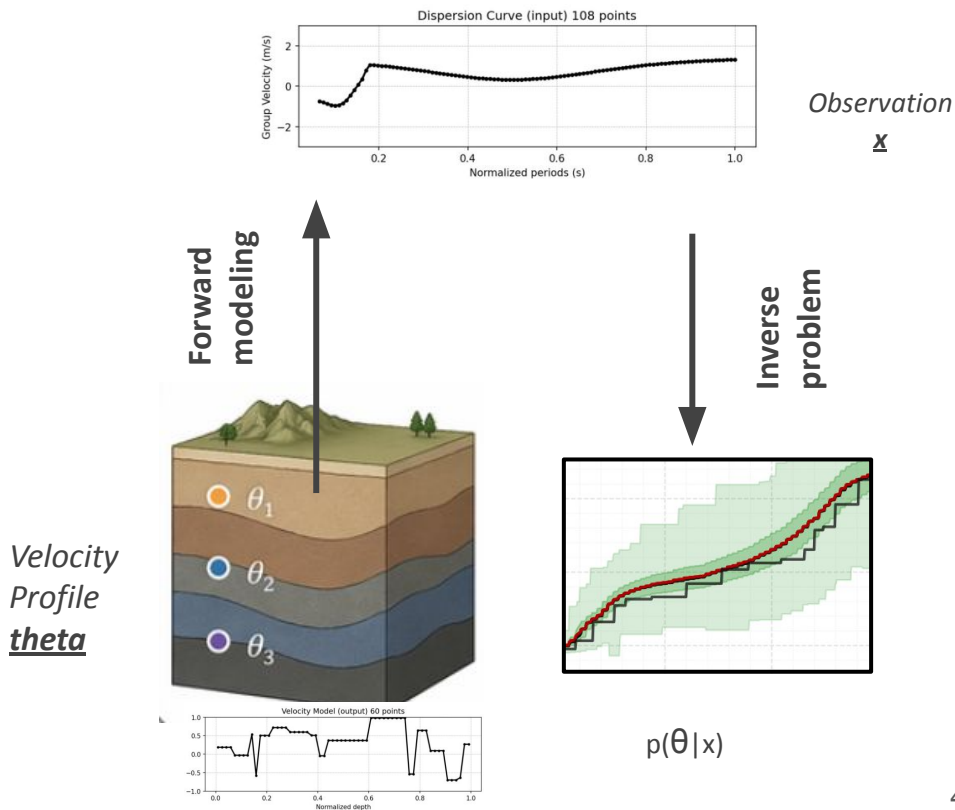 Dispersion Curve (input) 108 points
Group Velocity (m/s)
2
0
−2
0.2 0.4 0.6 0.8 1.0
Normalized periods (s)
Observation
x
Forward
modeling
Inverse
problem
θ1
θ2
θ3
Velocity
Profile
theta
Velocity Model (output) 60 points
1.0
0.5
0.0
−0.5
−1.0
0.0 0.2 0.4 0.6 0.8 1.0
Normalized depth
p(θ|x)
4